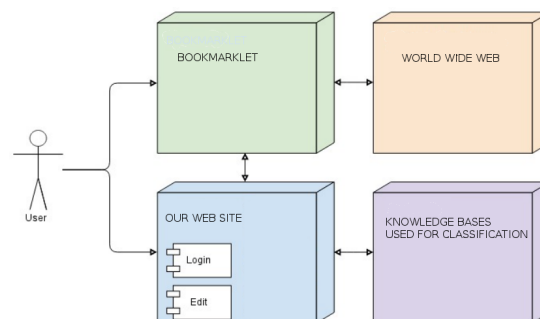 BOOKMARKLET
WORLD WIDE WEB
User
OUR WEB SITE
Login
Edit
KNOWLEDGE BASES
USED FOR CLASSIFICATION